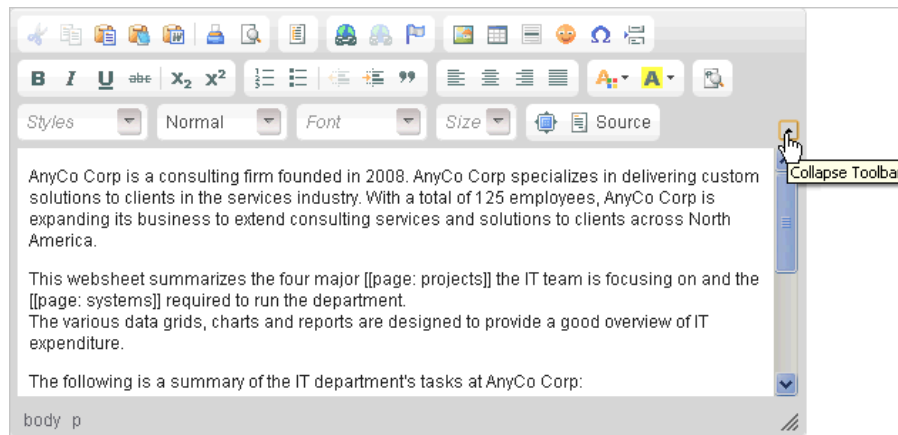 B I U abc X₂ X²
Styles Normal Font Size Source
Collapse Toolba
AnyCo Corp is a consulting firm founded in 2008. AnyCo Corp specializes in delivering custom
solutions to clients in the services industry. With a total of 125 employees, AnyCo Corp is
expanding its business to extend consulting services and solutions to clients across North
America.
This websheet summarizes the four major [[page: projects]] the IT team is focusing on and the
[[page: systems]] required to run the department.
The various data grids, charts and reports are designed to provide a good overview of IT
expenditure.
The following is a summary of the IT department's tasks at AnyCo Corp:
body p